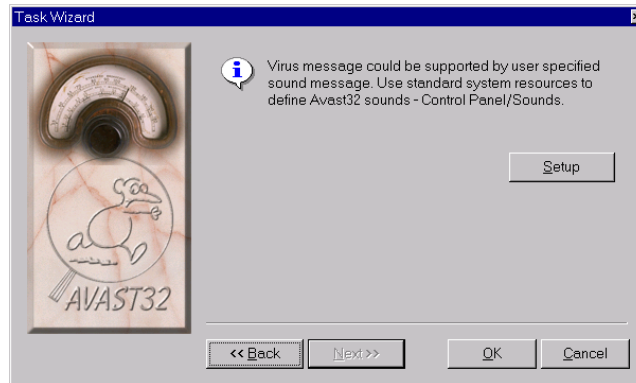 Task Wizard
Virus message could be supported by user specified
sound message. Use standard system resources to
define Avast32 sounds - Control Panel/Sounds.
Setup
AVAST32
<< Back
Next >>
OK
Cancel